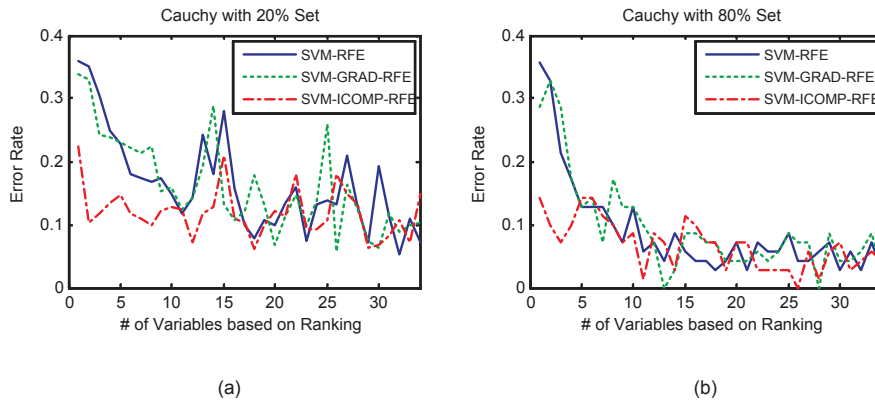 Cauchy with 20% Set
0.4
0.3
0.2
0.1
0
Error Rate
SVM-RFE
SVM-GRAD-RFE
SVM-ICOMP-RFE
0 5 10 15 20 25 30
# of Variables based on Ranking
(a)
Cauchy with 80% Set
0.4
0.3
0.2
0.1
0
Error Rate
SVM-RFE
SVM-GRAD-RFE
SVM-ICOMP-RFE
0 5 10 15 20 25 30
# of Variables based on Ranking
(b)